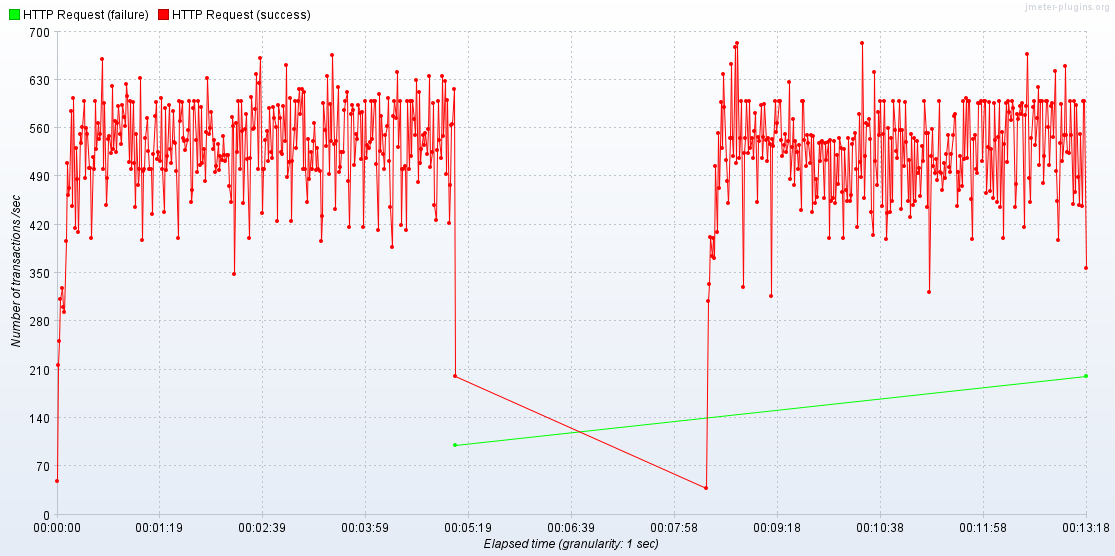 HTTP Request (failure) HTTP Request (success)
jmeter-plugins.org
Number of transactions /sec
700
630
560
490
420
350
280
210
140
70
0
00:00:00 00:01:19 00:02:39 00:03:59 00:05:19 00:06:39 00:07:58 00:09:18 00:10:38 00:11:58 00:13:18
Elapsed time (granularity: 1 sec)